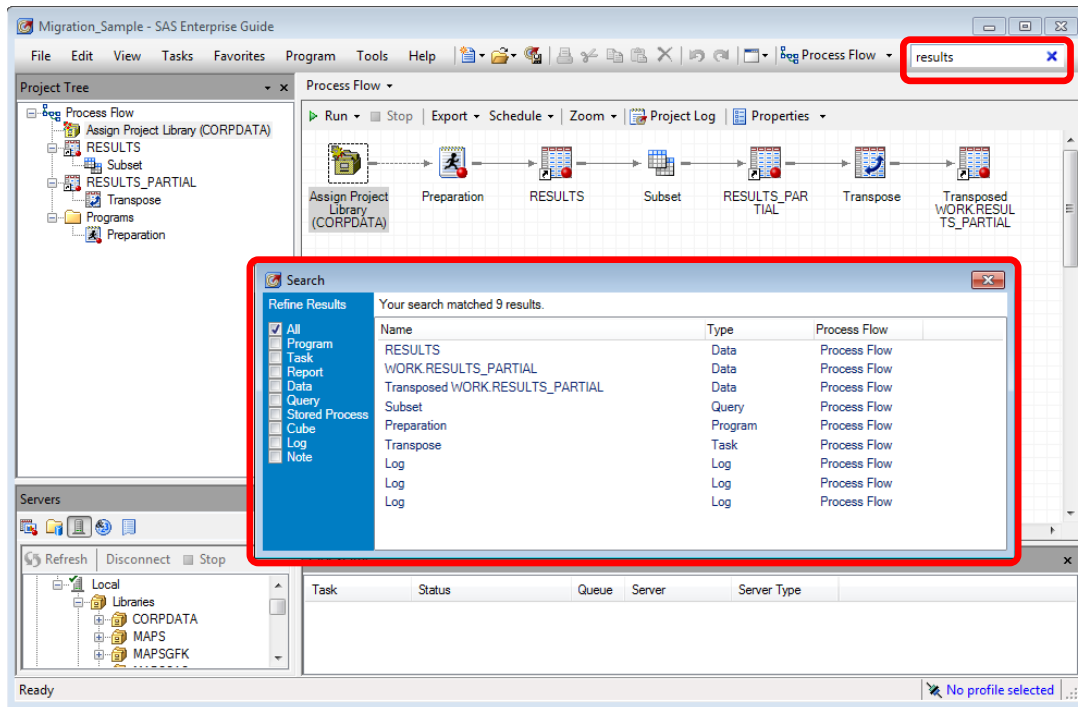 Migration_Sample - SAS Enterprise Guide
File Edit View Tasks Favorites Program Tools Help Process Flow results
Project Tree
Process Flow
Assign Project Library (CORPDATA)
RESULTS
Subset
RESULTS_PARTIAL
Transpose
Programs
Preparation
Process Flow
Run Stop Export Schedule Zoom Project Log Properties
Assign Project
Library
(CORPDATA)
Preparation
RESULTS
Subset
RESULTS_PAR
TIAL
Transpose
Transposed
WORK.RESUL
TS_PARTIAL
Search
Refine Results
All
Program
Task
Report
Data
Query
Stored Process
Cube
Log
Note
Your search matched 9 results.
Name Type Process Flow
RESULTS Data Process Flow
WORK.RESULTS_PARTIAL Data Process Flow
Transposed WORK.RESULTS_PARTIAL Data Process Flow
Subset Query Process Flow
Preparation Program Process Flow
Transpose Task Process Flow
Log Log Process Flow
Log Log Process Flow
Log Log Process Flow
Servers
Refresh Disconnect Stop
Local
Libraries
CORPDATA
MAPS
MAPSGFK
Task Status Queue Server Server Type
Ready
No profile selected